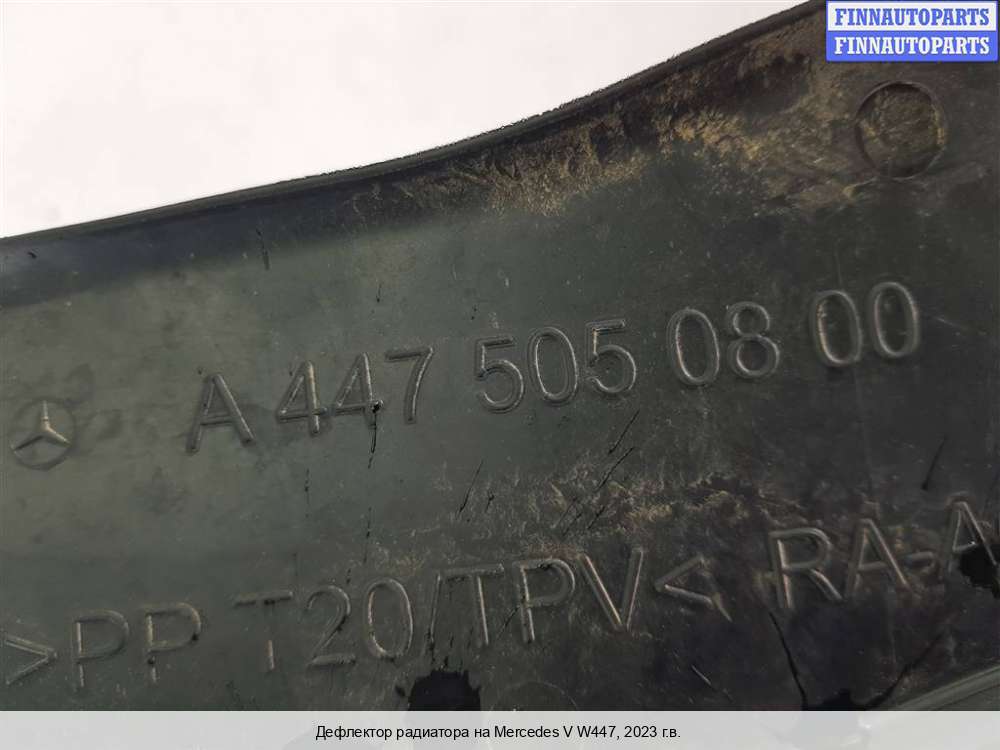 FINNAUTOPARTS
FINNAUTOPARTS
A 447 505 08 00
>PP T20/TPV< RA-A
Дефлектор радиатора на Mercedes V W447, 2023 г.в.